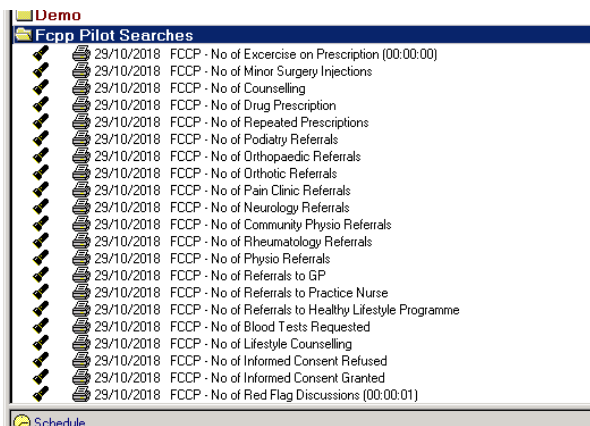 Demo
Fcpp Pilot Searches
29/10/2018 FCCP - No of Excercise on Prescription (00:00:00)
29/10/2018 FCCP - No of Minor Surgery Injections
29/10/2018 FCCP - No of Counselling
29/10/2018 FCCP - No of Drug Prescription
29/10/2018 FCCP - No of Repeated Prescriptions
29/10/2018 FCCP - No of Podiatry Referrals
29/10/2018 FCCP - No of Orthopaedic Referrals
29/10/2018 FCCP - No of Orthotic Referrals
29/10/2018 FCCP - No of Pain Clinic Referrals
29/10/2018 FCCP - No of Neurology Referrals
29/10/2018 FCCP - No of Community Physio Referrals
29/10/2018 FCCP - No of Rheumatology Referrals
29/10/2018 FCCP - No of Physio Referrals
29/10/2018 FCCP - No of Referrals to GP
29/10/2018 FCCP - No of Referrals to Practice Nurse
29/10/2018 FCCP - No of Referrals to Healthy Lifestyle Programme
29/10/2018 FCCP - No of Blood Tests Requested
29/10/2018 FCCP - No of Lifestyle Counselling
29/10/2018 FCCP - No of Informed Consent Refused
29/10/2018 FCCP - No of Informed Consent Granted
29/10/2018 FCCP - No of Red Flag Discussions (00:00:01)
Schedule